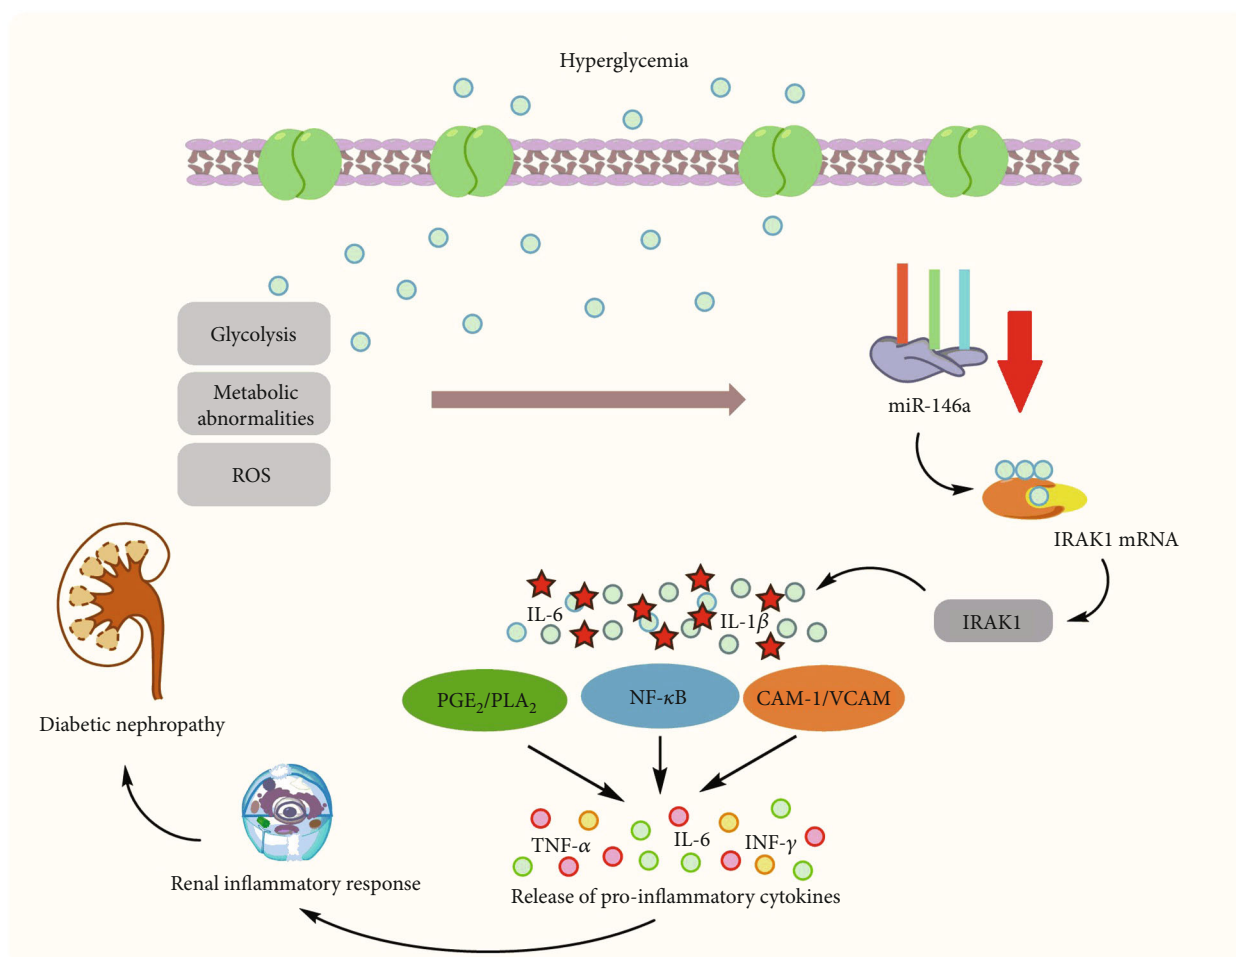 Hyperglycemia
Glycolysis
Metabolic
abnormalities
ROS
miR-146a
IRAK1 mRNA
IRAK1
IL-6
IL-1β
PGE₂/PLA₂
NF-κB
CAM-1/VCAM
TNF-α
IL-6
INF-γ
Release of pro-inflammatory cytokines
Renal inflammatory response
Diabetic nephropathy